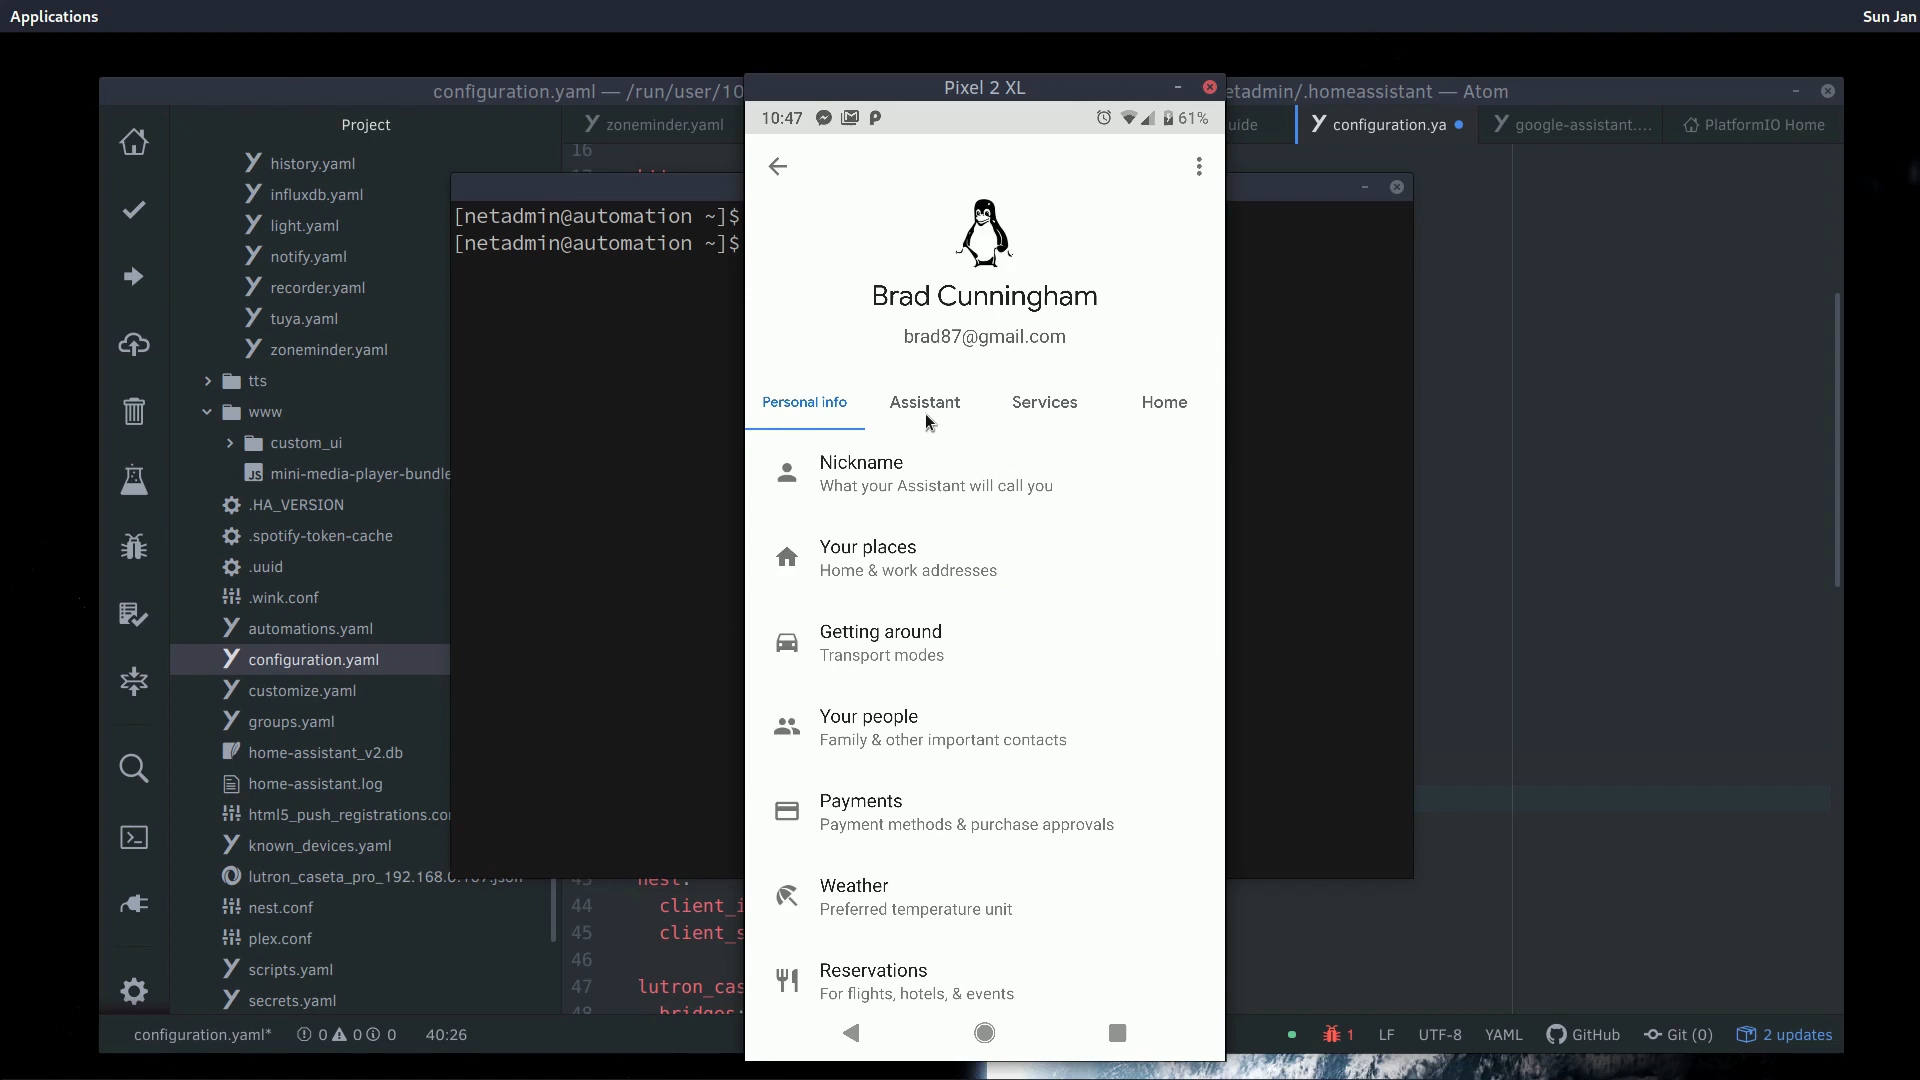 Applications
Sun Jan
configuration.yaml — /run/user/10
etadmin/.homeassistant — Atom
Pixel 2 XL
Project
zoneminder.yaml
uide
configuration.ya
google-assistant....
PlatformIO Home
history.yaml
influxdb.yaml
light.yaml
notify.yaml
recorder.yaml
tuya.yaml
zoneminder.yaml
tts
www
custom_ui
mini-media-player-bundle
.HA_VERSION
.spotify-token-cache
.uuid
.wink.conf
automations.yaml
configuration.yaml
customize.yaml
groups.yaml
home-assistant_v2.db
home-assistant.log
html5_push_registrations.co
known_devices.yaml
lutron_caseta_pro_192.168.
nest.conf
plex.conf
scripts.yaml
secrets.yaml
16
[netadmin@automation ~]$
[netadmin@automation ~]$
nest:
44 client_i
45 client_s
46
47 lutron_cas
48 bridges
10:47
61%
Brad Cunningham
brad87@gmail.com
Personal info
Assistant
Services
Home
Nickname
What your Assistant will call you
Your places
Home & work addresses
Getting around
Transport modes
Your people
Family & other important contacts
Payments
Payment methods & purchase approvals
Weather
Preferred temperature unit
Reservations
For flights, hotels, & events
configuration.yaml*
0 0 0
40:26
1
LF
UTF-8
YAML
GitHub
Git (0)
2 updates